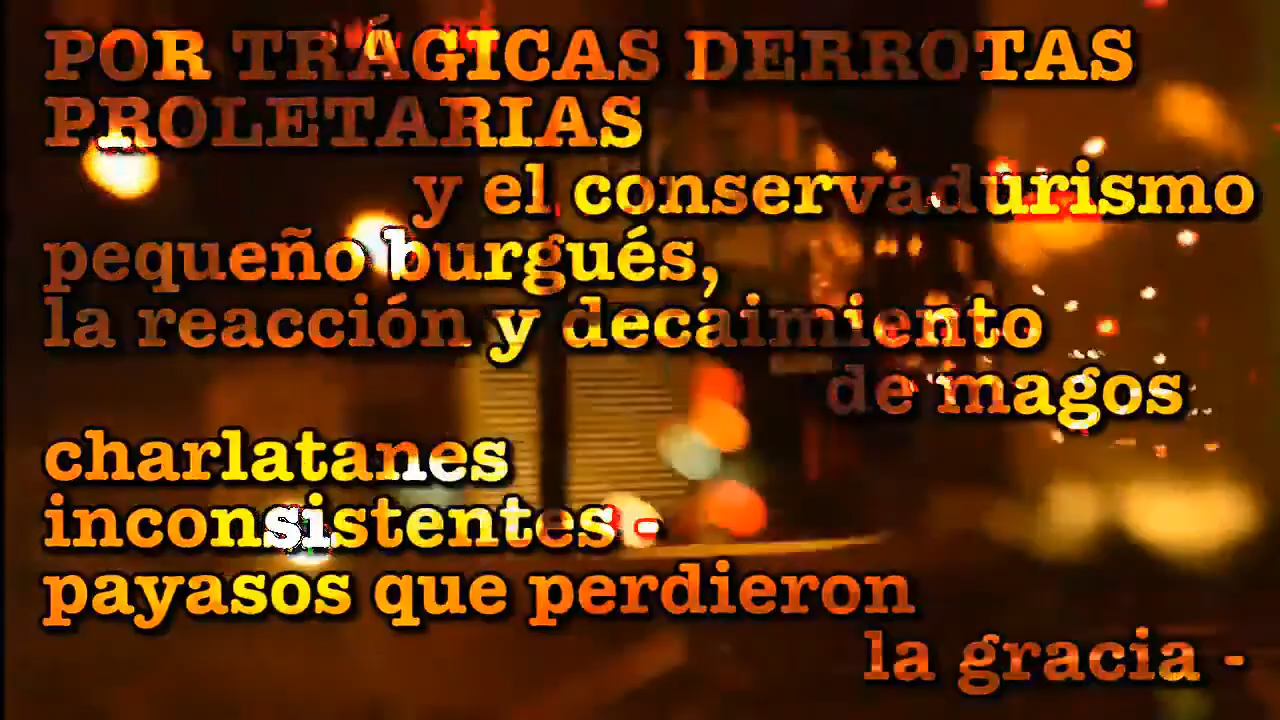 POR TRÁGICAS DERROTAS
PROLETARIAS
y el conservadurismo
pequeño burgués,
la reacción y decaimiento
de magos
charlatanes
inconsistentes -
payasos que perdieron
la gracia -